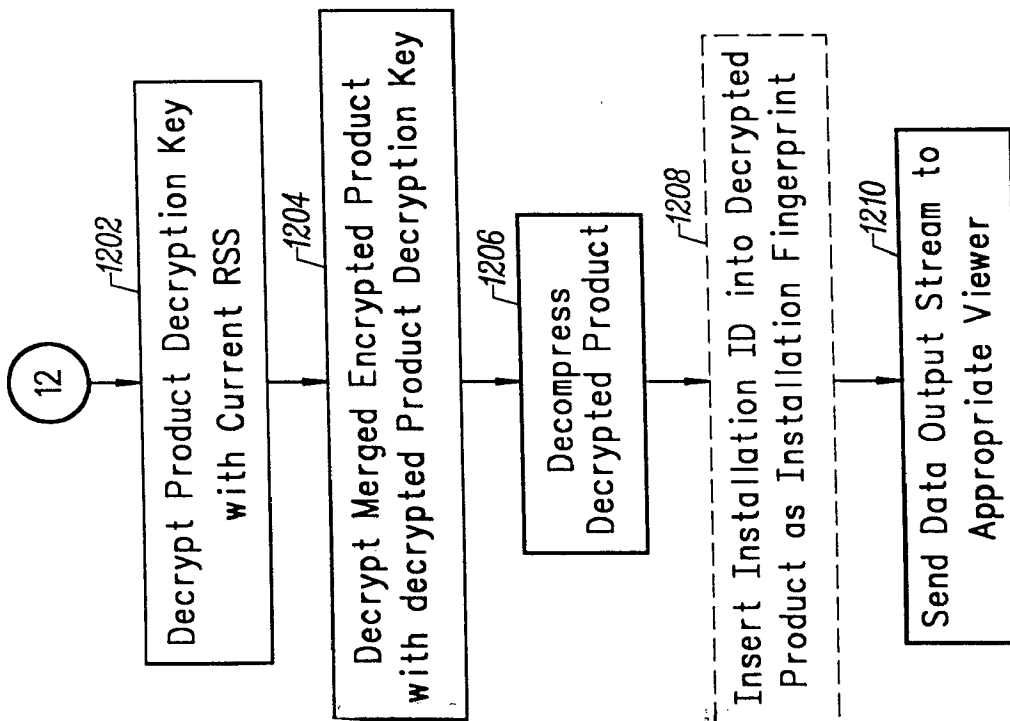 12
1202
Decrypt Product Decryption Key
with Current RSS
1204
Decrypt Merged Encrypted Product
with decrypted Product Decryption Key
1206
Decompress
Decrypted Product
1208
Insert Installation ID into Decrypted
Product as Installation Fingerprint
1210
Send Data Output Stream to
Appropriate Viewer